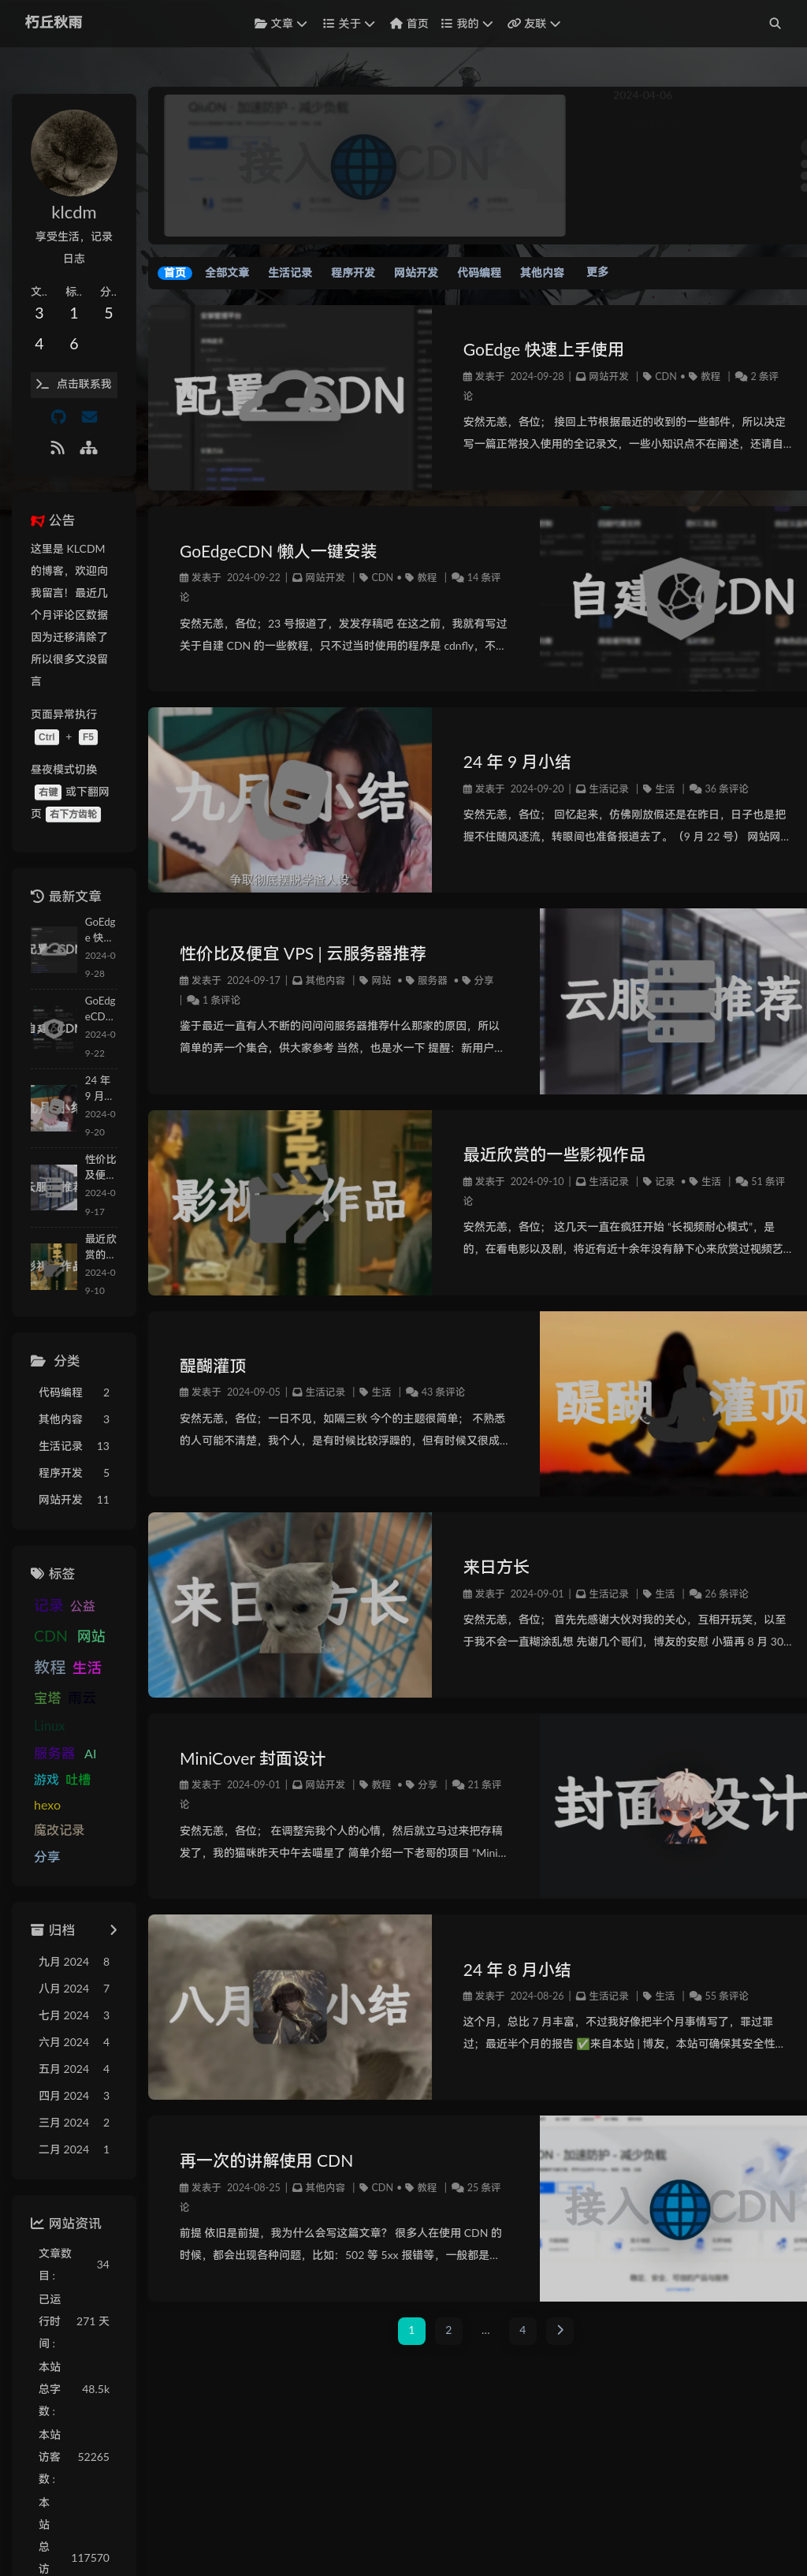 朽丘秋雨
文章
关于
首页
我的
友联
klcdm
享受生活，记录
日志
文..
标..
分..
3
4
1
6
5
点击联系我
QiuDN · 加速防护 - 减少负载
接入CDN
2024-04-06
首页
全部文章
生活记录
程序开发
网站开发
代码编程
其他内容
更多
公告
这里是 KLCDM
的博客，欢迎向
我留言！最近几
个月评论区数据
因为迁移清除了
所以很多文没留
言
页面异常执行
Ctrl + F5
昼夜模式切换
右键 或下翻网
页 右下方齿轮
最新文章
GoEdg
e 快...
2024-0
9-28
GoEdg
eCD...
2024-0
9-22
24 年
9 月...
2024-0
9-20
性价比
及便...
2024-0
9-17
最近欣
赏的...
2024-0
9-10
分类
代码编程 2
其他内容 3
生活记录 13
程序开发 5
网站开发 11
标签
记录 公益
CDN 网站
教程 生活
宝塔 雨云
Linux
服务器 AI
游戏 吐槽
hexo
魔改记录
分享
归档
九月 2024 8
八月 2024 7
七月 2024 3
六月 2024 4
五月 2024 4
四月 2024 3
三月 2024 2
二月 2024 1
网站资讯
文章数
目 :
34
已运
行时
间 :
271 天
本站
总字
数 :
48.5k
本站
访客
数 :
52265
本
站
总
访
117570
配置CDN
GoEdge 快速上手使用
发表于 2024-09-28 | 网站开发 | CDN • 教程 | 2 条评
论
安然无恙，各位； 接回上节根据最近的收到的一些邮件，所以决定
写一篇正常投入使用的全记录文，一些小知识点不在阐述，还请自...
GoEdgeCDN 懒人一键安装
发表于 2024-09-22 | 网站开发 | CDN • 教程 | 14 条评
论
安然无恙，各位；23 号报道了，发发存稿吧 在这之前，我就有写过
关于自建 CDN 的一些教程，只不过当时使用的程序是 cdnfly，不...
自建CDN
九月小结
争取彻底摆脱学渣人设
24 年 9 月小结
发表于 2024-09-20 | 生活记录 | 生活 | 36 条评论
安然无恙，各位； 回忆起来，仿佛刚放假还是在昨日，日子也是把
握不住随风逐流，转眼间也准备报道去了。（9 月 22 号） 网站网...
性价比及便宜 VPS | 云服务器推荐
发表于 2024-09-17 | 其他内容 | 网站 • 服务器 • 分享
| 1 条评论
鉴于最近一直有人不断的问问问服务器推荐什么那家的原因，所以
简单的弄一个集合，供大家参考 当然，也是水一下 提醒：新用户...
云服推荐
影视作品
最近欣赏的一些影视作品
发表于 2024-09-10 | 生活记录 | 记录 • 生活 | 51 条评
论
安然无恙，各位； 这几天一直在疯狂开始 “长视频耐心模式”，是
的，在看电影以及剧，将近有近十余年没有静下心来欣赏过视频艺...
醍醐灌顶
发表于 2024-09-05 | 生活记录 | 生活 | 43 条评论
安然无恙，各位；一日不见，如隔三秋 今个的主题很简单； 不熟悉
的人可能不清楚，我个人，是有时候比较浮躁的，但有时候又很成...
醍醐灌顶
来日方长
来日方长
发表于 2024-09-01 | 生活记录 | 生活 | 26 条评论
安然无恙，各位； 首先先感谢大伙对我的关心，互相开玩笑，以至
于我不会一直糊涂乱想 先谢几个哥们，博友的安慰 小猫再 8 月 30...
MiniCover 封面设计
发表于 2024-09-01 | 网站开发 | 教程 • 分享 | 21 条评
论
安然无恙，各位； 在调整完我个人的心情，然后就立马过来把存稿
发了，我的猫咪昨天中午去喵星了 简单介绍一下老哥的项目 “Mini...
封面设计
八月小结
24 年 8 月小结
发表于 2024-08-26 | 生活记录 | 生活 | 55 条评论
这个月，总比 7 月丰富，不过我好像把半个月事情写了，罪过罪
过；最近半个月的报告 ✅来自本站 | 博友，本站可确保其安全性...
再一次的讲解使用 CDN
发表于 2024-08-25 | 其他内容 | CDN • 教程 | 25 条评
论
前提 依旧是前提，我为什么会写这篇文章？ 很多人在使用 CDN 的
时候，都会出现各种问题，比如：502 等 5xx 报错等，一般都是...
DN · 加速防护 - 减少负载
接入CDN
稳定、安全、可信的产品与服务
1
2
...
4